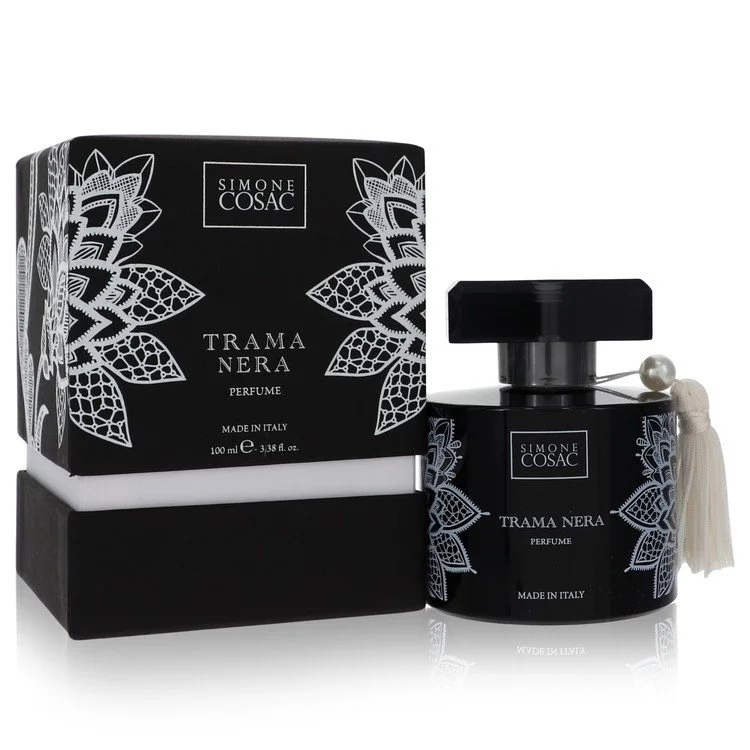 SIMONE
COSAC
TRAMA
NERA
PERFUME
MADE IN ITALY
100 ml e - 3,38 fl. oz.
SIMONE
COSAC
TRAMA NERA
PERFUME
MADE IN ITALY